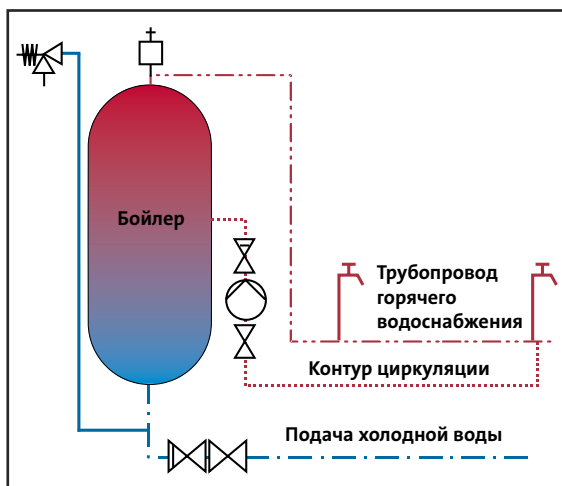 Бойлер
Трубопровод
горячего
водоснабжения
Контур циркуляции
Подача холодной воды